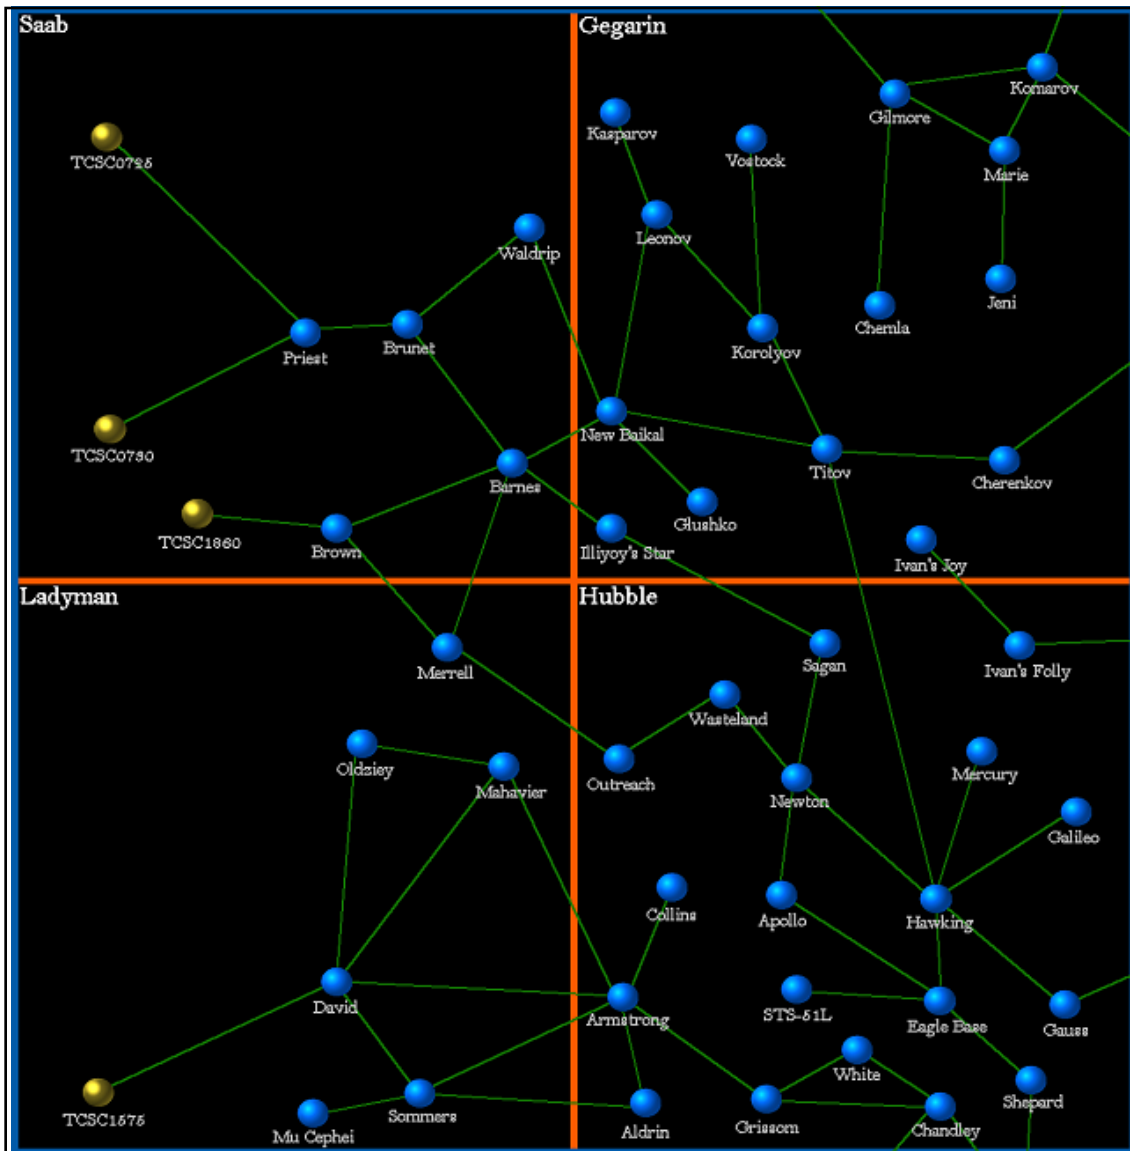 Saab
Gegarin
Komarov
Gilmore
Kasparov
Vostock
TCSC0725
Marie
Leonov
Waldrip
Jeni
Chemla
Brunet
Korolyov
Priest
New Baikal
TCSC0730
Titov
Cherenkov
Barnes
Glushko
TCSC1360
Brown
Illiyoy's Star
Ivan's Joy
Ladyman
Hubble
Merrell
Sagan
Ivan's Folly
Wasteland
Oldziey
Mahavier
Outreach
Mercury
Newton
Galileo
Collins
Apollo
Hawking
David
STS-51L
Armstrong
Eagle Base
Gauss
White
Shepard
TCSC1575
Sommers
Mu Cephei
Aldrin
Grissom
Chandley